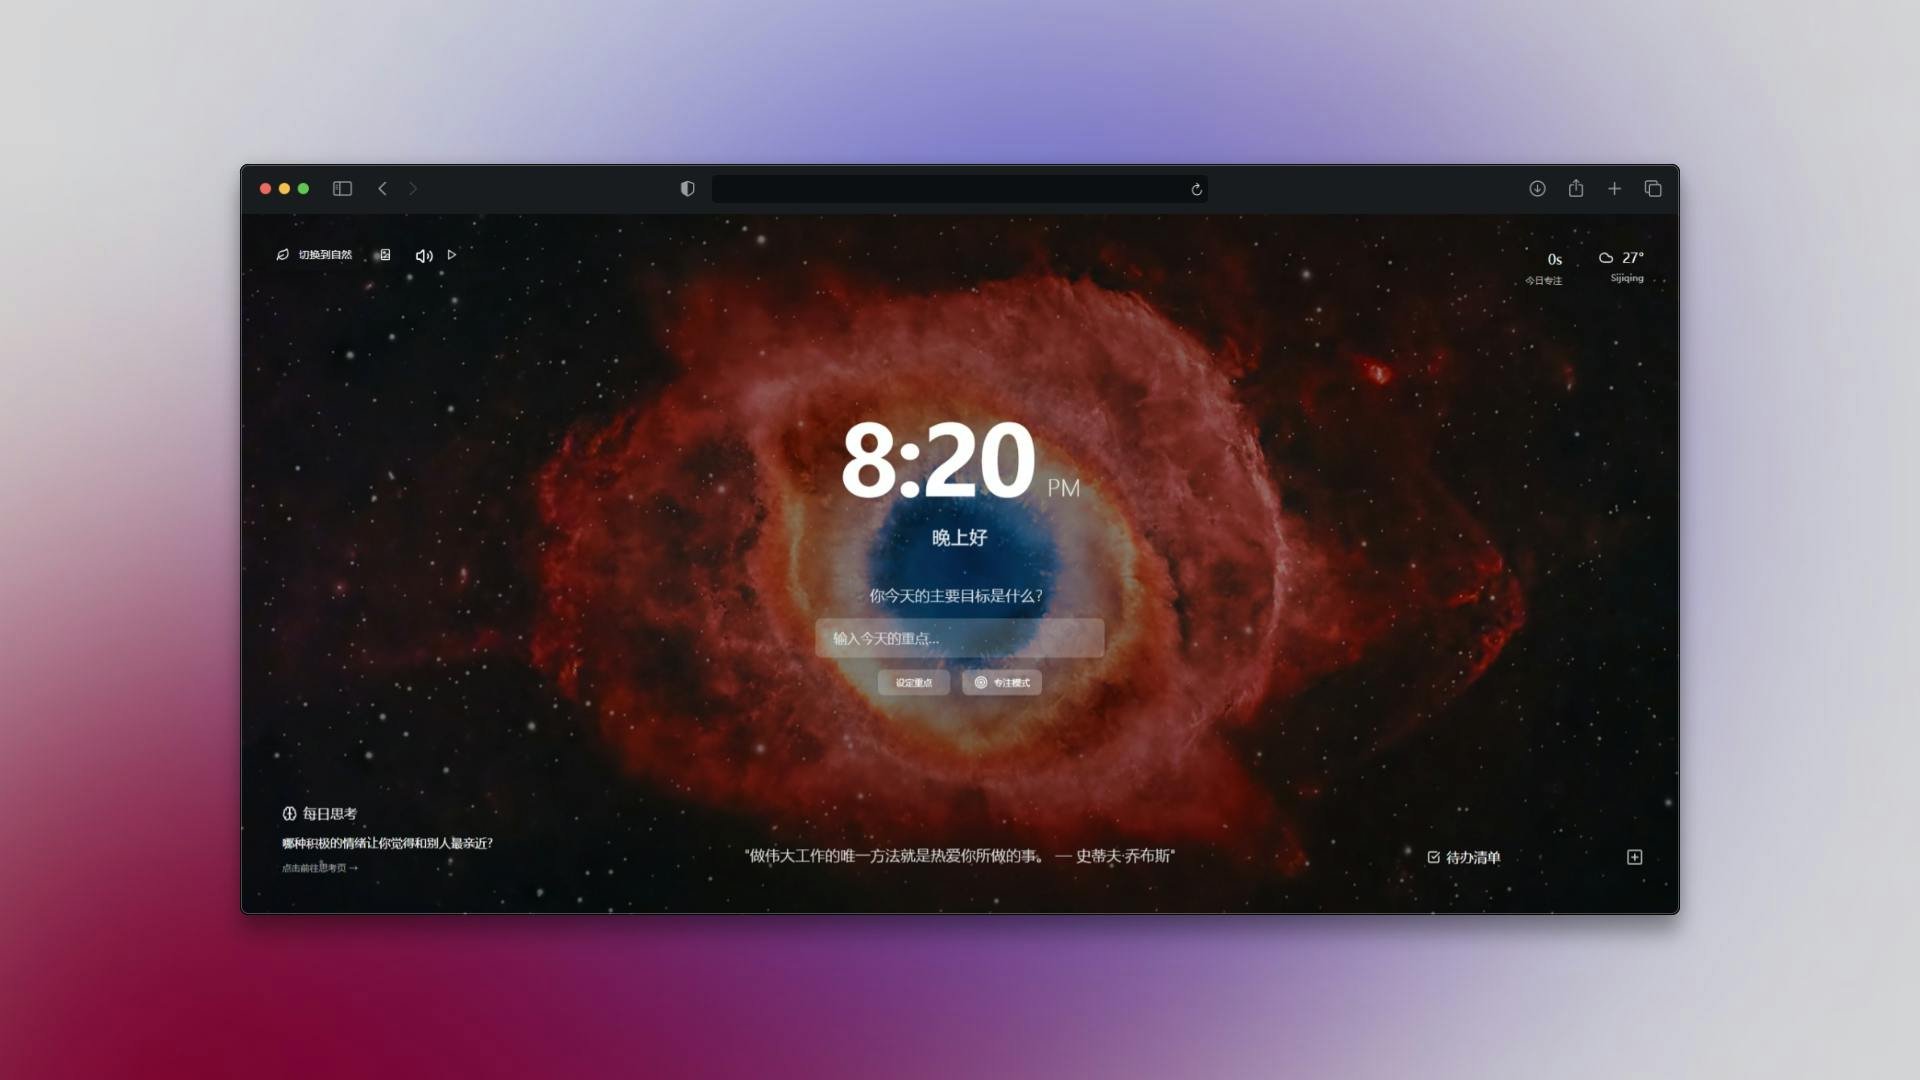 切换到自然
0s
今日专注
27°
Sijiqing
8:20 PM
晚上好
你今天的主要目标是什么?
输入今天的重点...
设定重点
专注模式
每日思考
哪种积极的情绪让你觉得和别人最亲近?
点击前往思考页 →
"做伟大工作的唯一方法就是热爱你所做的事。 — 史蒂夫·乔布斯"
待办清单